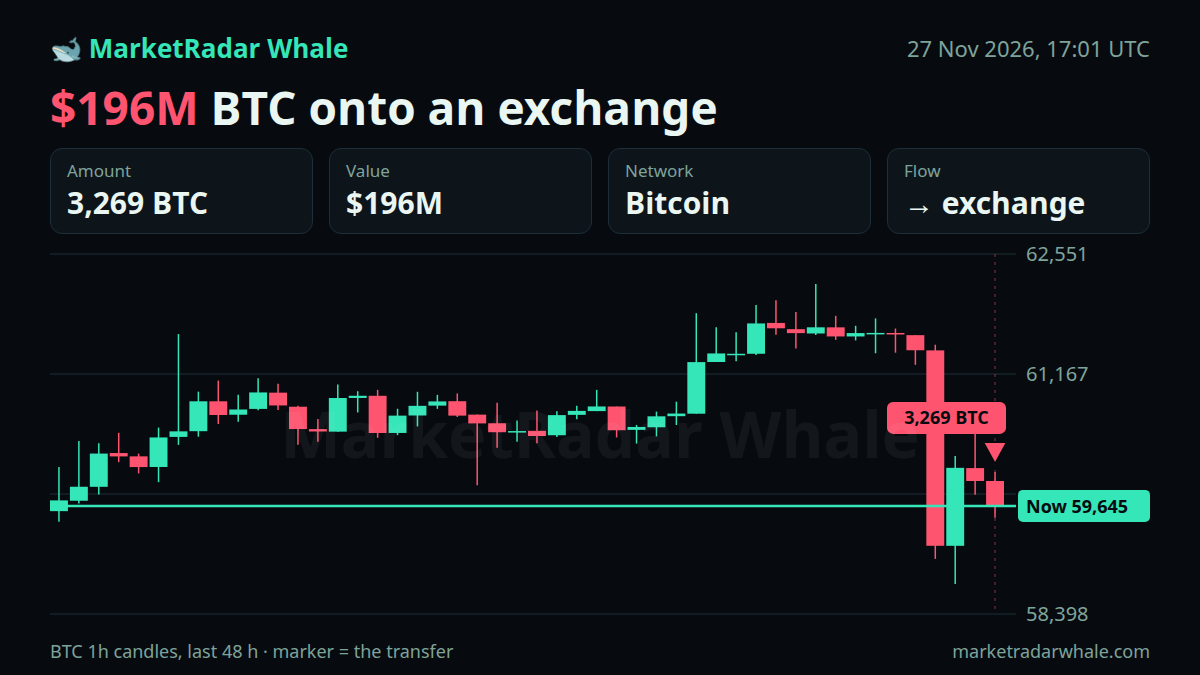 🐋 MarketRadar Whale
27 Nov 2026, 17:01 UTC
$196M BTC onto an exchange
Amount
3,269 BTC
Value
$196M
Network
Bitcoin
Flow
→ exchange
62,551
61,167
3,269 BTC
MarketRadar Whale
Now 59,645
58,398
BTC 1h candles, last 48 h · marker = the transfer
marketradarwhale.com